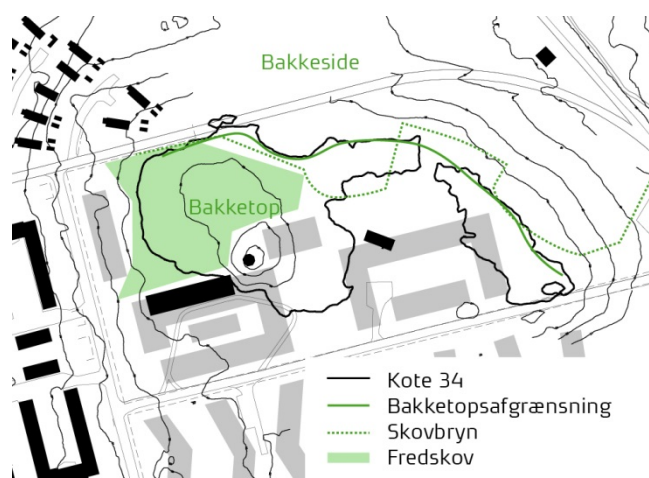 Bakkeside
Bakketop
Kote 34
Bakketopsafgrænsning
Skovbryn
Fredskov